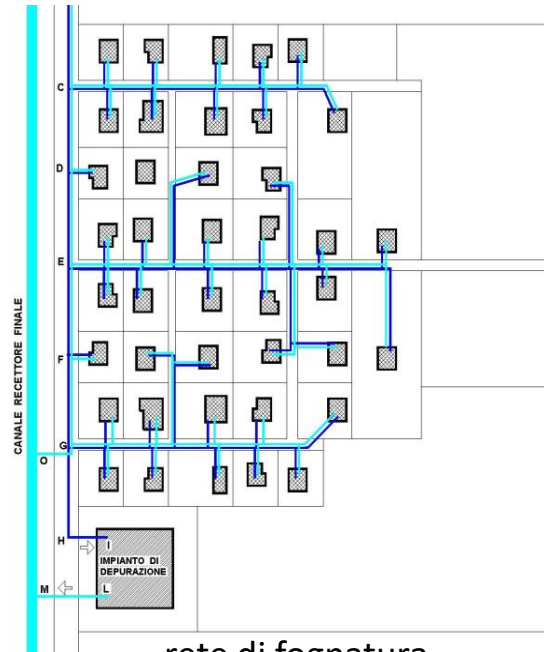 C
D
E
CANALE RECETTORE FINALE
F
G
O
H
I
IMPIANTO DI
DEPURAZIONE
M
L
rete di fognatura